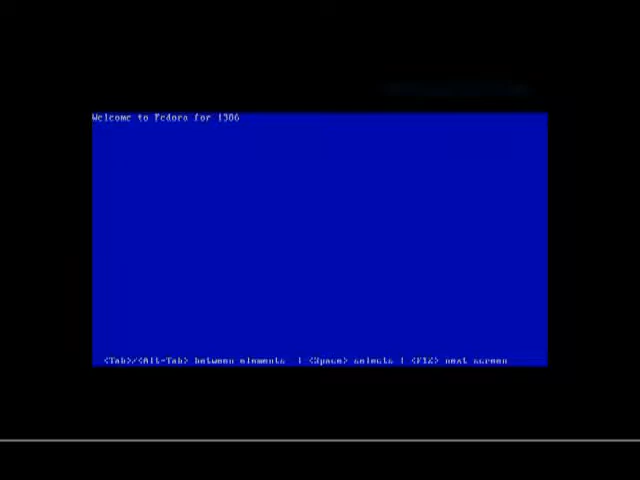 Welcome to Fedora for i386
<Tab>/<Alt-Tab> between elements | <Space> selects | <F12> next screen